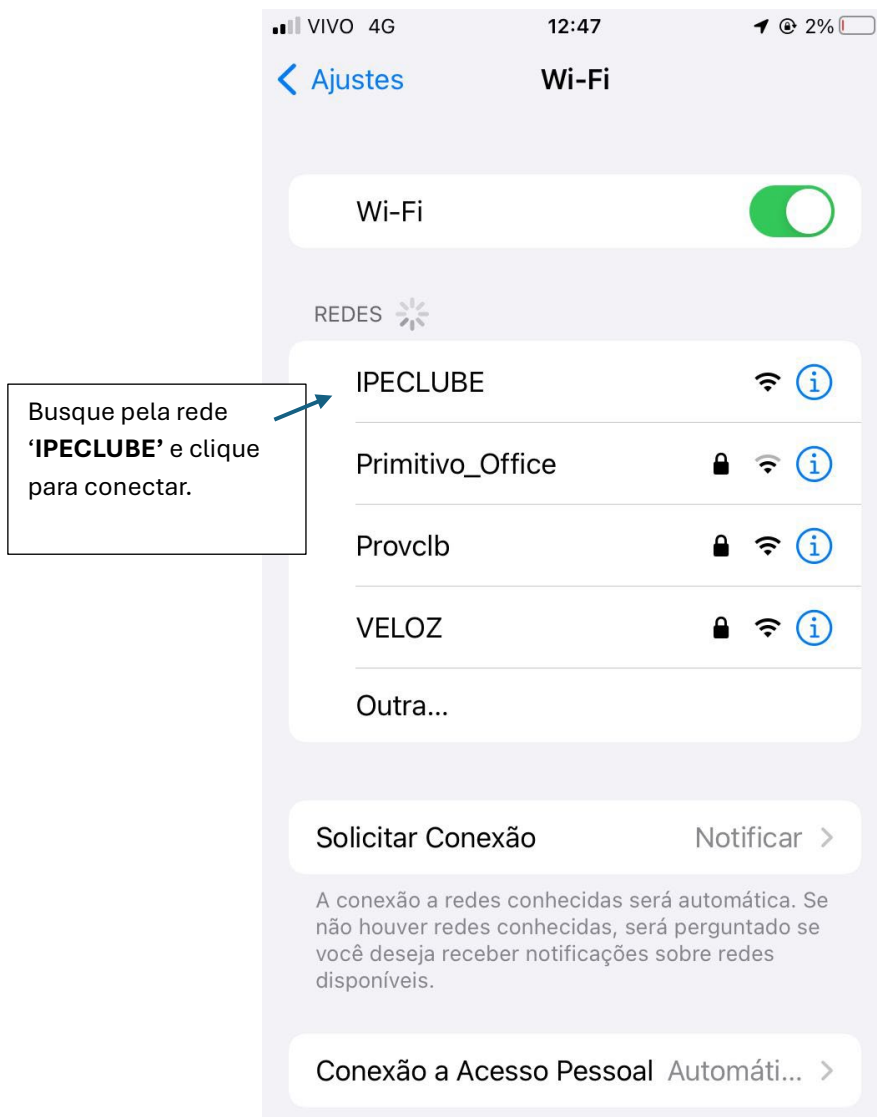 VIVO 4G 12:47 2%
Ajustes Wi-Fi
Wi-Fi
REDES
IPECLUBE
Busque pela rede
‘IPECLUBE’ e clique
para conectar.
Primitivo_Office
Provclb
VELOZ
Outra...
Solicitar Conexão Notificar
A conexão a redes conhecidas será automática. Se
não houver redes conhecidas, será perguntado se
você deseja receber notificações sobre redes
disponíveis.
Conexão a Acesso Pessoal Automáti...